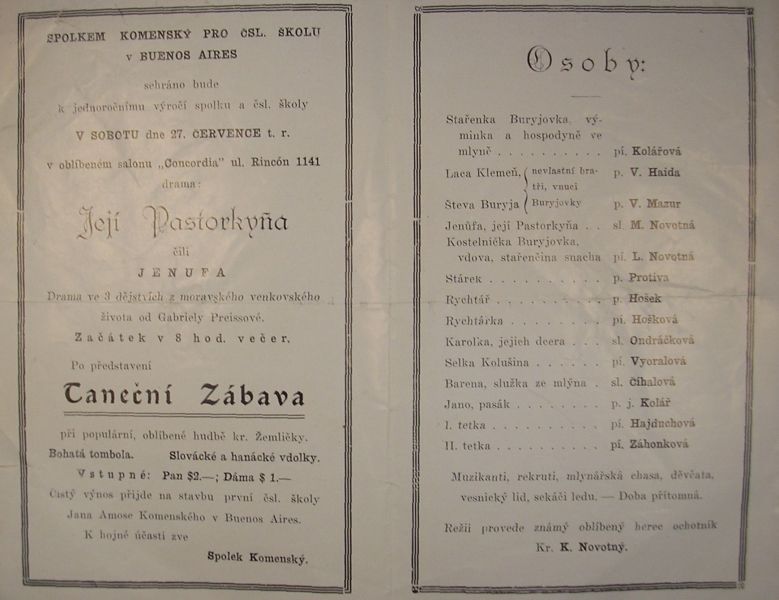 SPOLKEM KOMENSKÝ PRO ČSL. ŠKOLU
v BUENOS AIRES
sehráno bude
k jednoročnímu výročí spolku a čsl. školy
V SOBOTU dne 27. ČERVENCE t. r.
v oblíbeném salonu „Concordia" ul. Rincón 1141
drama:
Její Pastorkyňa
čili
JENUFA
Drama ve 3 dějstvích z moravského venkovského
života od Gabriely Preissové.
Začátek v 8 hod. večer.
Po představení
Taneční Zábava
při populární, oblíbené hudbě kr. Žemličky.
Bohatá tombola. Slovácké a hanácké vdolky.
Vstupné: Pan $2.—; Dáma $ 1.—
Čistý výnos přijde na stavbu první čsl. školy
Jana Amose Komenského v Buenos Aires.
K hojné účasti zve
Spolek Komenský.
Osoby:
Stařenka Buryjovka, vý-
minka a hospodyně ve
mlýně . . . . . . . . . pí. Kolářová
Laca Klemeň, nevlastní bra- p. V. Haida
tři, vnuci
Števa Buryja Buryjovky p. V. Mazur
Jenůfa, její Pastorkyňa . . sl. M. Novotná
Kostelnička Buryjovka,
vdova, stařenčina snacha pí. L. Novotná
Stárek . . . . . . . . . p. Protiva
Rychtář . . . . . . . . p. Hošek
Rychtárka . . . . . . . pí. Hošková
Karolka, jejich dcera . . . sl. Ondráčková
Selka Kolušina . . . . . pí. Vyoralová
Barena, služka ze mlýna . sl. Číhalová
Jano, pasák . . . . . . . p. j. Kolář
I. tetka . . . . . . . . . pí. Hajduchová
II. tetka . . . . . . . . pí. Záhonková
Muzikanti, rekruti, mlynářská chasa, děvčata,
vesnický lid, sekáči ledu. — Doba přítomná.
Režii provede známý oblíbený herec ochotník
Kr. K. Novotný.